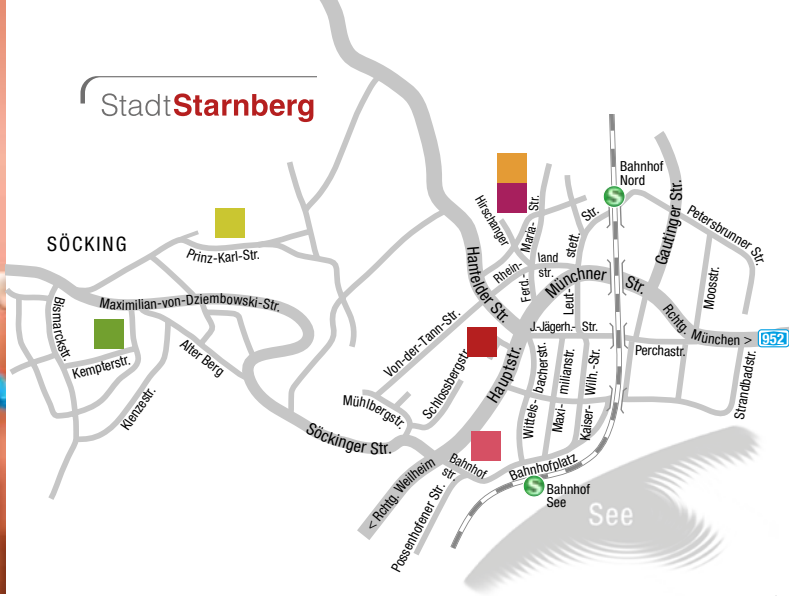 StadtStarnberg
SÖCKING
Prinz-Karl-Str.
Maximilian-von-Dziembowski-Str.
Bismarckstr.
Kempterstr.
Klenzestr.
Alter Berg
Mühlbergstr.
Söckinger Str.
Von-der-Tann-Str.
Schlossbergstr.
Hauptstr.
Hanfelder Str.
Hirschanger
Maria-
Str.
Rhein-
land
str.
Ferd.-
Leut-
stett.
Str.
Bahnhof
Nord
S
Gautinger Str.
Petersbrunner Str.
Moosstr.
Münchner
Str.
Rchtg. München >
952
J.-Jägerh.- Str.
Perchastr.
Strandbadstr.
Wittels-
bacherstr.
Maxi-
milianstr.
Kaiser-
Wilh.-Str.
< Rchtg. Weilheim
Bahnhof
str.
Bahnhofplatz
Possenhofener Str.
S
Bahnhof
See
See